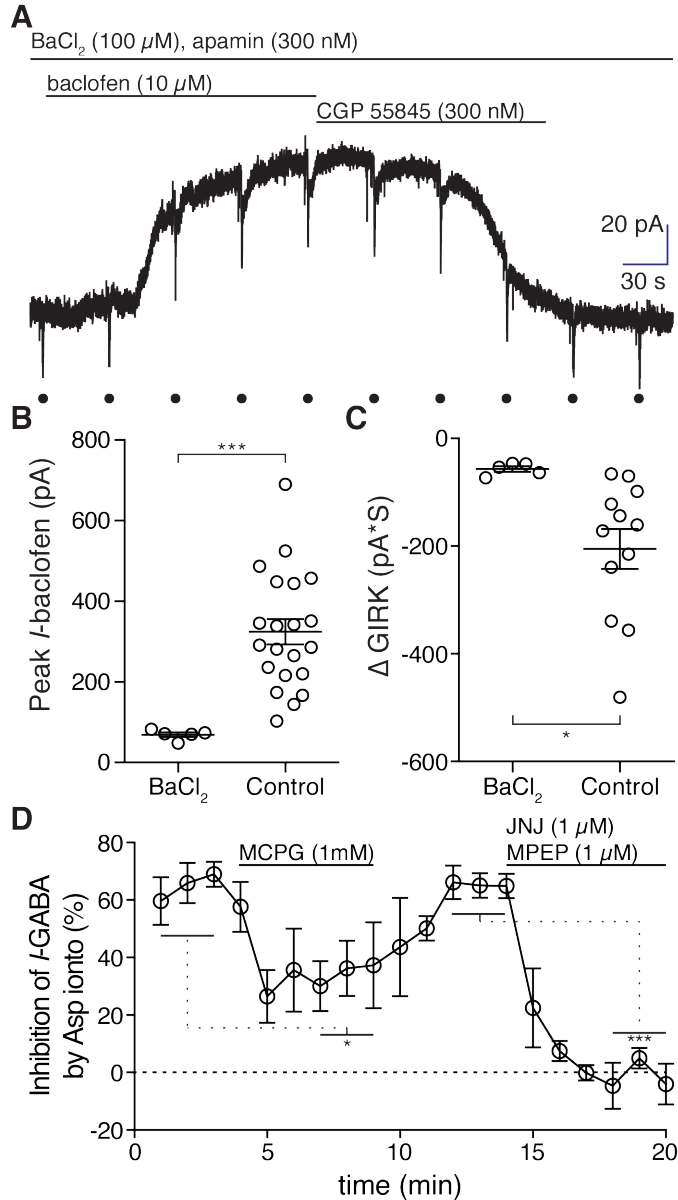 A
BaCl2 (100 µM), apamin (300 nM)
baclofen (10 µM)
CGP 55845 (300 nM)
20 pA
30 s
B
C
800
600
400
200
0
Peak I-baclofen (pA)
***
BaCl2
Control
0
-200
-400
-600
Δ GIRK (pA*S)
*
BaCl2
Control
D
JNJ (1 µM)
MCPG (1mM)
MPEP (1 µM)
80
60
40
20
0
-20
Inhibition of I-GABA
by Asp ionto (%)
*
***
0
5
10
15
20
time (min)